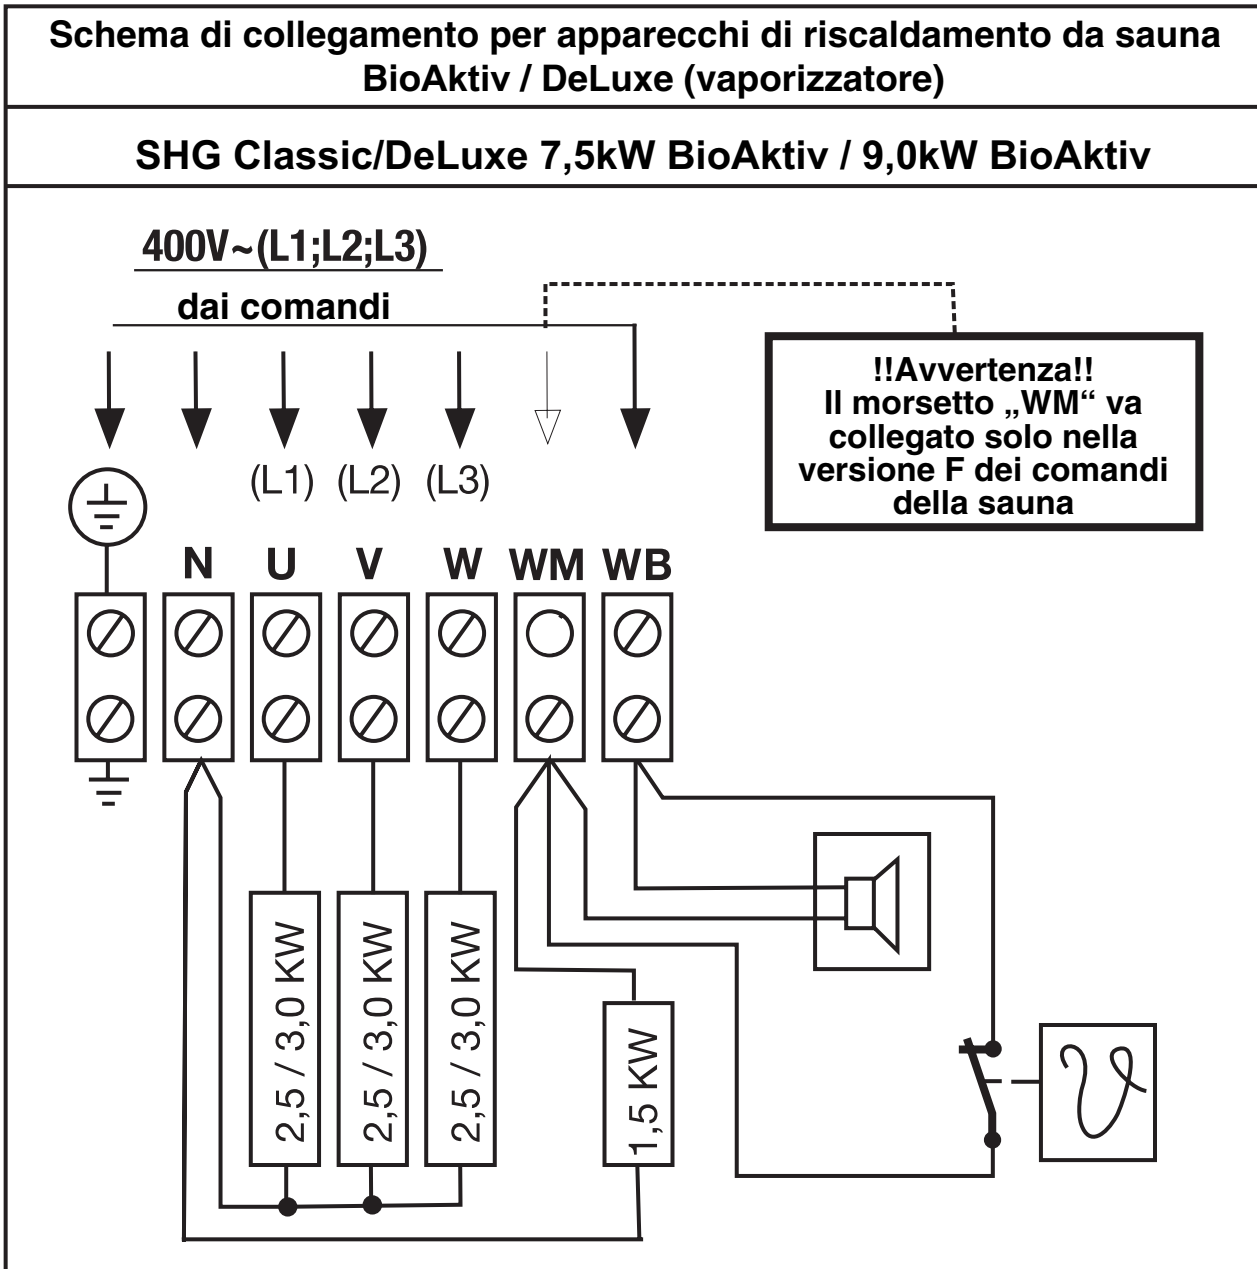 Schema di collegamento per apparecchi di riscaldamento da sauna
BioAktiv / DeLuxe (vaporizzatore)
SHG Classic/DeLuxe 7,5kW BioAktiv / 9,0kW BioAktiv
400V~(L1;L2;L3)
dai comandi
!!Avvertenza!!
Il morsetto „WM“ va
collegato solo nella
versione F dei comandi
della sauna
(L1) (L2) (L3)
N U V W WM WB
2,5 / 3,0 KW
2,5 / 3,0 KW
2,5 / 3,0 KW
1,5 KW
ϑ